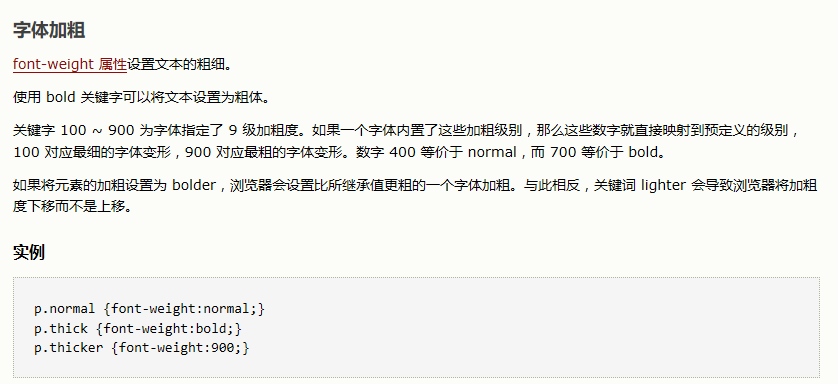 字体加粗
font-weight 属性设置文本的粗细。
使用 bold 关键字可以将文本设置为粗体。
关键字 100 ~ 900 为字体指定了 9 级加粗度。如果一个字体内置了这些加粗级别，那么这些数字就直接映射到预定义的级别，
100 对应最细的字体变形，900 对应最粗的字体变形。数字 400 等价于 normal，而 700 等价于 bold。
如果将元素的加粗设置为 bolder，浏览器会设置比所继承值更粗的一个字体加粗。与此相反，关键词 lighter 会导致浏览器将加粗
度下移而不是上移。
实例
p.normal {font-weight:normal;}
p.thick {font-weight:bold;}
p.thicker {font-weight:900;}